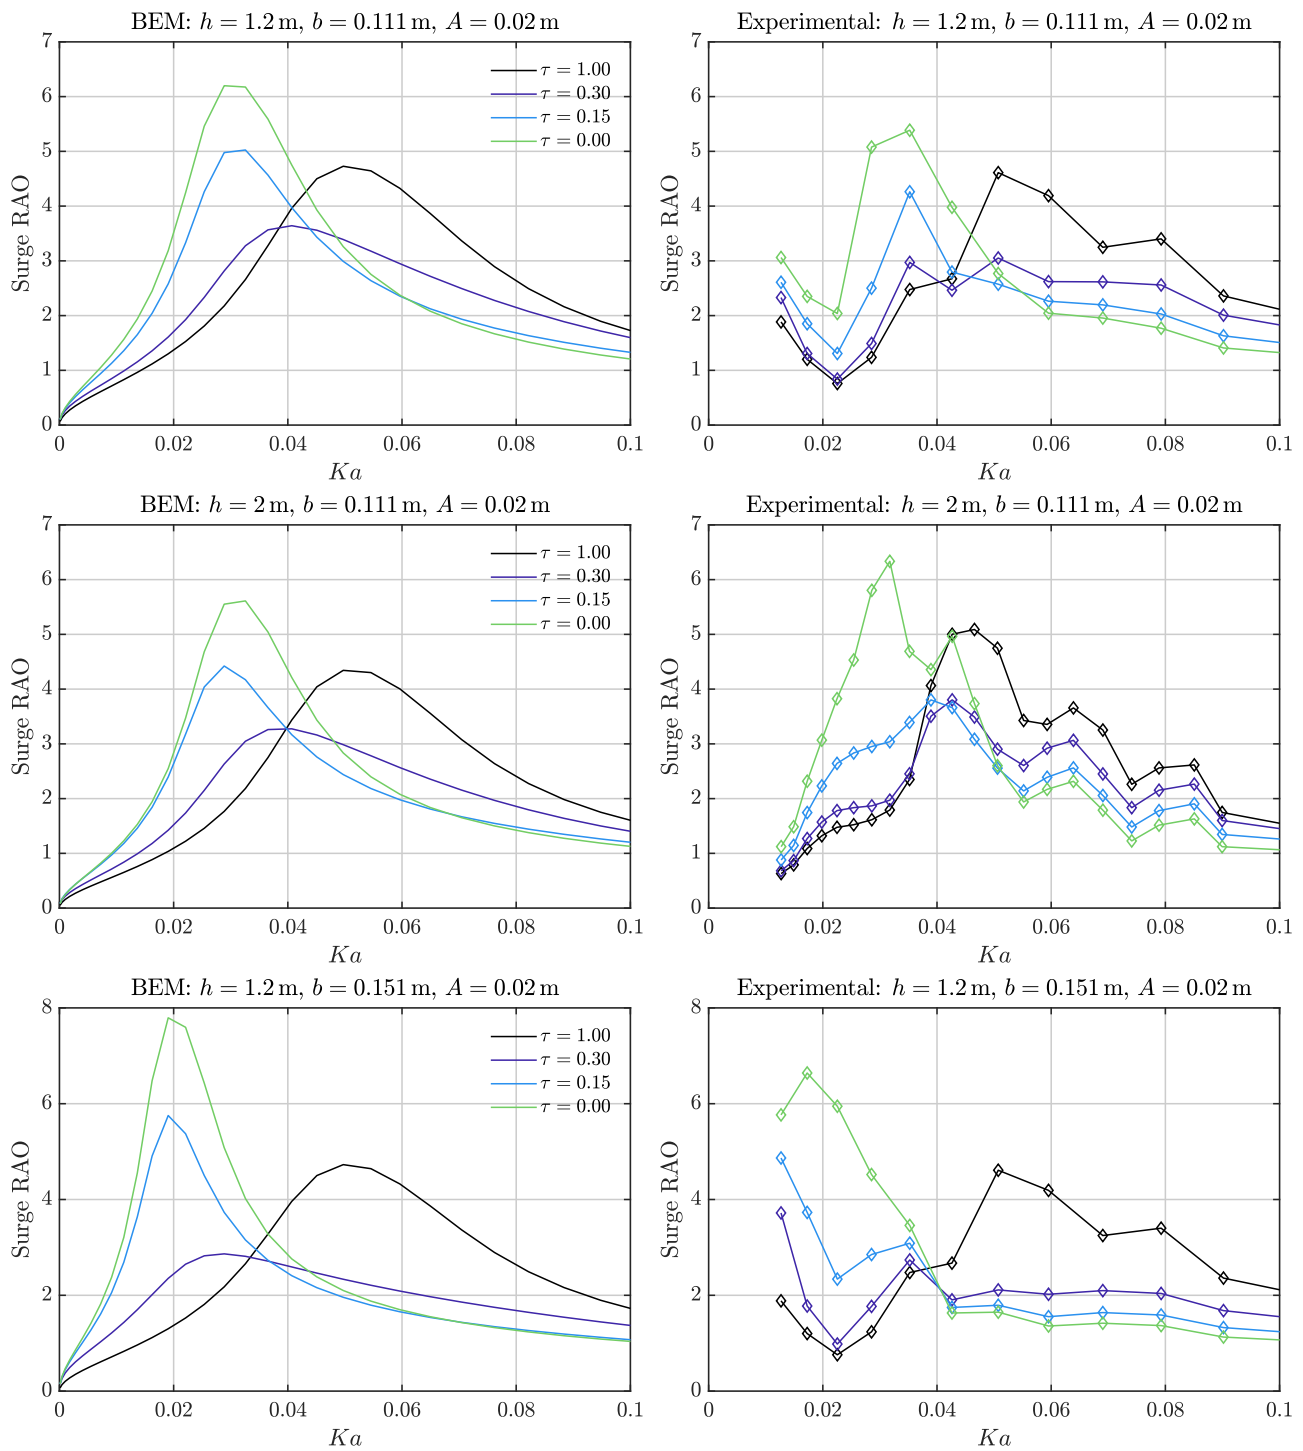 BEM: h = 1.2 m, b = 0.111 m, A = 0.02 m
7
6
5
4
3
2
1
0
Surge RAO
τ = 1.00
τ = 0.30
τ = 0.15
τ = 0.00
0 0.02 0.04 0.06 0.08 0.1
Ka
Experimental: h = 1.2 m, b = 0.111 m, A = 0.02 m
7
6
5
4
3
2
1
0
Surge RAO
0 0.02 0.04 0.06 0.08 0.1
Ka
BEM: h = 2 m, b = 0.111 m, A = 0.02 m
7
6
5
4
3
2
1
0
Surge RAO
τ = 1.00
τ = 0.30
τ = 0.15
τ = 0.00
0 0.02 0.04 0.06 0.08 0.1
Ka
Experimental: h = 2 m, b = 0.111 m, A = 0.02 m
7
6
5
4
3
2
1
0
Surge RAO
0 0.02 0.04 0.06 0.08 0.1
Ka
BEM: h = 1.2 m, b = 0.151 m, A = 0.02 m
8
6
4
2
0
Surge RAO
τ = 1.00
τ = 0.30
τ = 0.15
τ = 0.00
0 0.02 0.04 0.06 0.08 0.1
Ka
Experimental: h = 1.2 m, b = 0.151 m, A = 0.02 m
8
6
4
2
0
Surge RAO
0 0.02 0.04 0.06 0.08 0.1
Ka